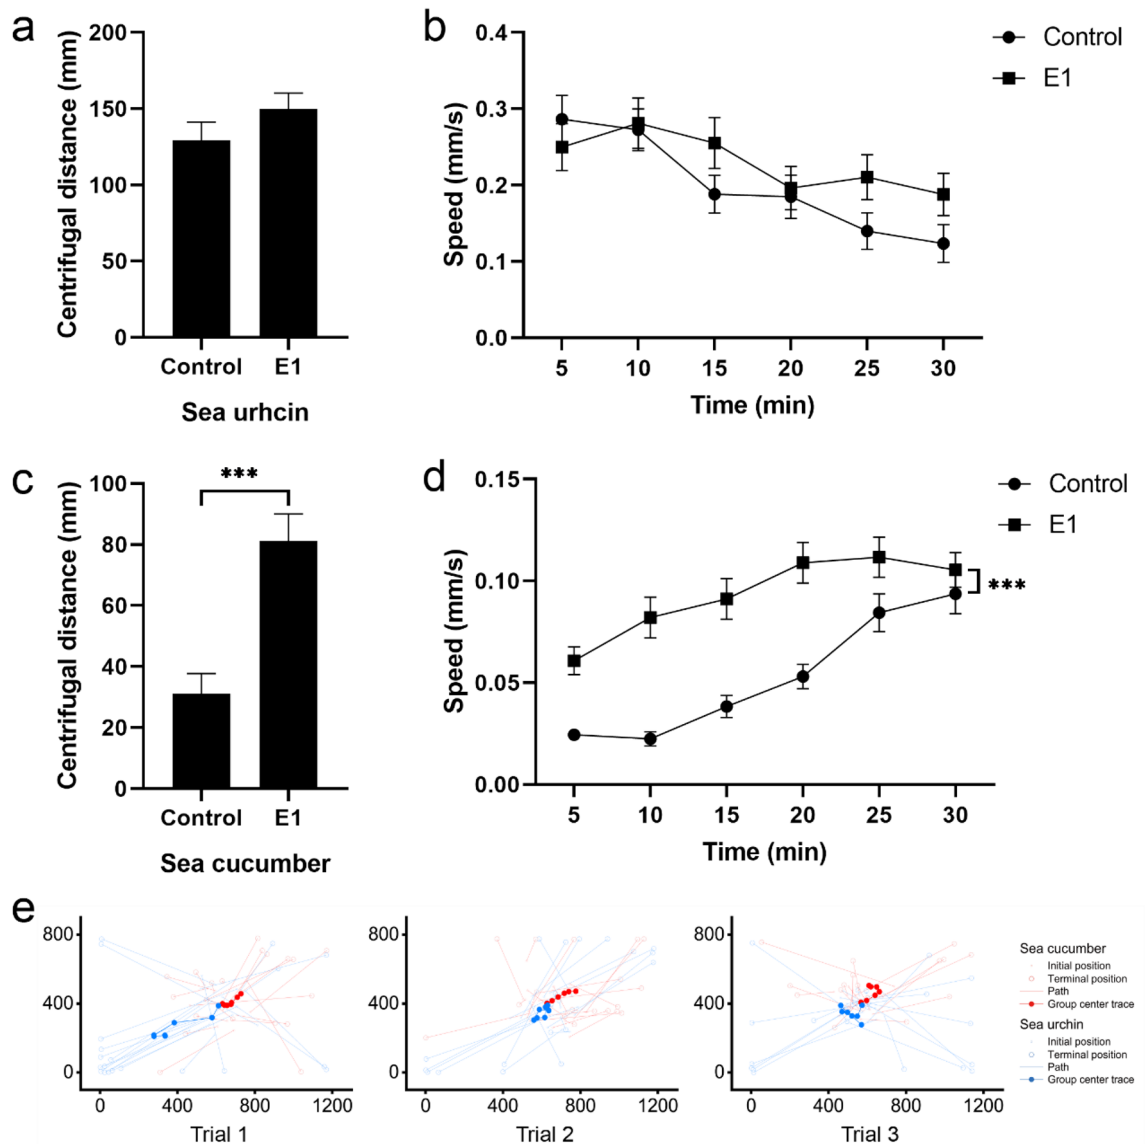 a
200
150
100
50
0
Centrifugal distance (mm)
Control E1
Sea urhcin
b
0.4
0.3
0.2
0.1
0.0
Speed (mm/s)
5 10 15 20 25 30
Time (min)
Control
E1
c
***
100
80
60
40
20
0
Centrifugal distance (mm)
Control E1
Sea cucumber
d
0.15
0.10
0.05
0.00
Speed (mm/s)
5 10 15 20 25 30
Time (min)
Control
E1
***
e
800
400
0
0 400 800 1200
Trial 1
800
400
0
0 400 800 1200
Trial 2
800
400
0
0 400 800 1200
Trial 3
Sea cucumber
Initial position
Terminal position
Path
Group center trace
Sea urchin
Initial position
Terminal position
Path
Group center trace